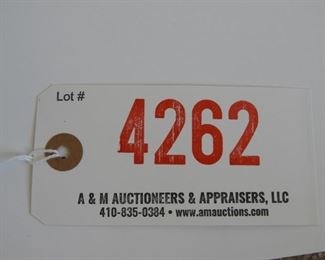 Lot #
4262
A & M AUCTIONEERS & APPRAISERS, LLC
410-835-0384 • www.amauctions.com